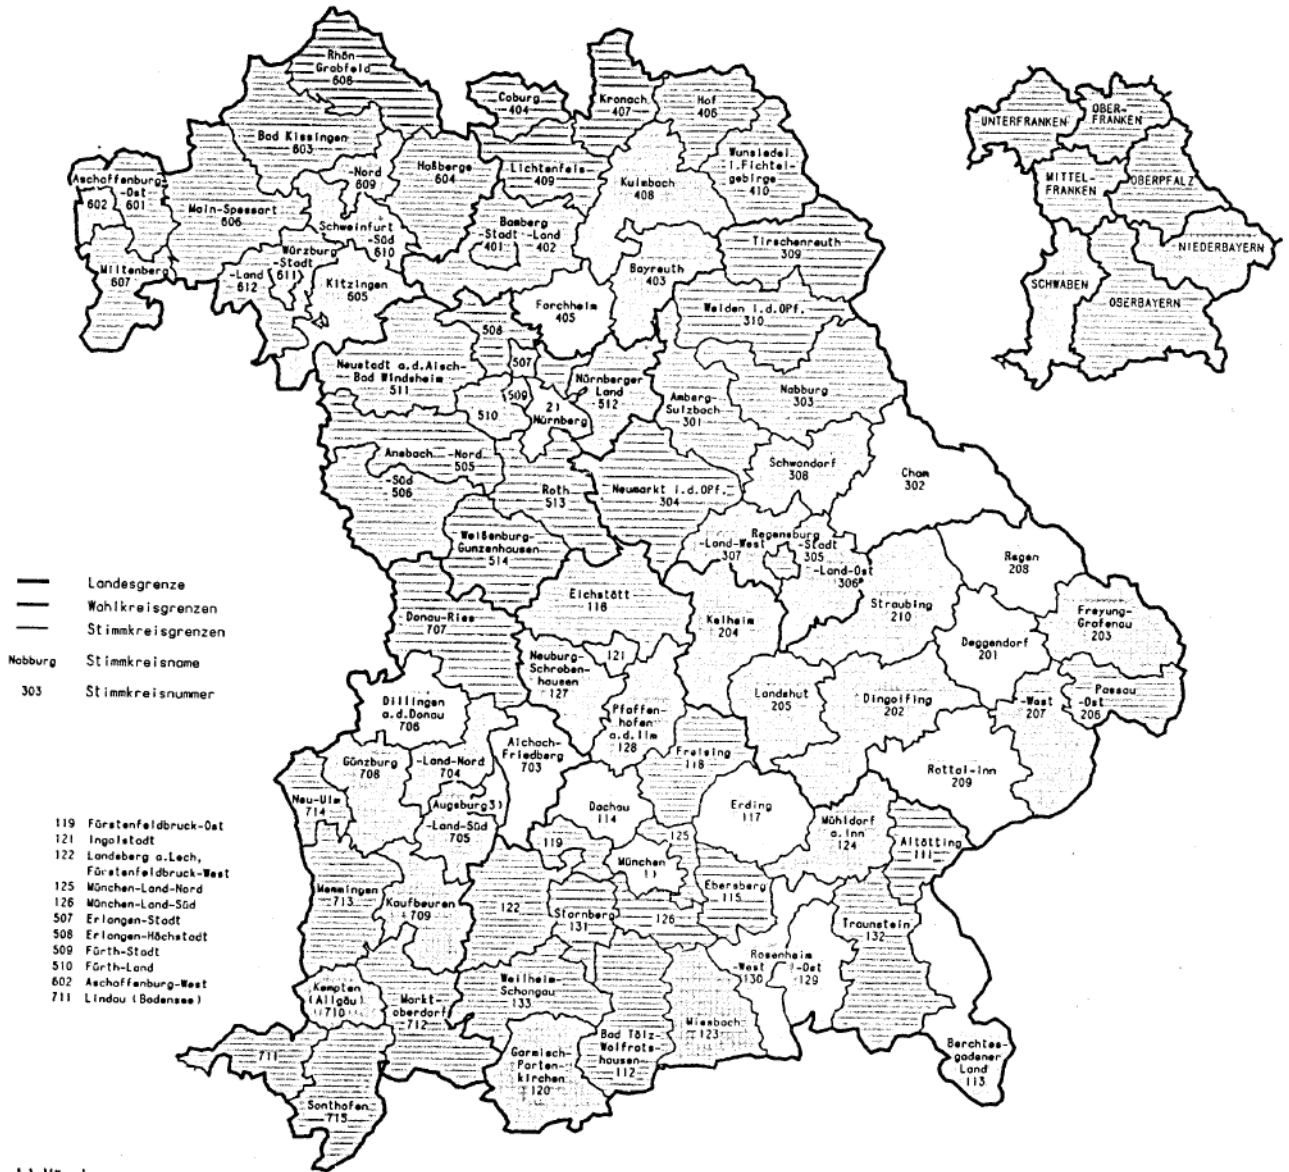 Rhön
Grabfeld
608
Coburg
404
Kronach
407
Hof
406
Bad Kissingen
603
-Nord
609
Haßberge
604
Lichtenfels
409
Kulmbach
408
Wunsiedel
i.Fichtel-
gebirge
410
Aschaffenburg
-Ost
601
602
Main-Spessart
606
Schweinfurt
-Süd
610
Bamberg
-Stadt
401
-Land
402
Tirschenreuth
309
Miltenberg
607
Würzburg
-Stadt
611
-Land
612
Kitzingen
605
Bayreuth
403
Forchheim
405
Weiden i.d.OPf.
310
508
507
Neustadt a.d.Aisch-
Bad Windsheim
511
509
510
2)
Nürnberg
Nürnberger
Land
512
Amberg-
Sulzbach
301
Nabburg
303
Ansbach -Nord
505
-Süd
506
Roth
513
Neumarkt i.d.OPf.
304
Schwandorf
308
Cham
302
Weißenburg-
Gunzenhausen
514
Regensburg
-Land-West
307
-Stadt
305
-Land-Ost
306
Regen
208
Eichstätt
116
Kelheim
204
Straubing
210
Freyung-
Grafenau
203
Donau-Ries
707
Deggendorf
201
Neuburg-
Schroben-
hausen
127
121
Landshut
205
Dingolfing
202
-West
207
Passau
-Ost
206
Dillingen
a.d.Donau
706
Pfaffen-
hofen
a.d.Ilm
128
Freising
118
Aichach-
Friedberg
703
Günzburg
708
-Land-Nord
704
Rottal-Inn
209
Neu-Ulm
714
Augsburg3)
-Land-Süd
705
Dachau
114
Erding
117
Mühldorf
a.Inn
124
Altötting
111
119
125
München
1)
Memmingen
713
Kaufbeuren
709
122
Starnberg
131
126
Ebersberg
115
Traunstein
132
Rosenheim
-West
130
-Ost
129
Kempten
(Allgäu)
710
Markt-
oberdorf
712
Weilheim-
Schongau
133
Miesbach
123
Bad Tölz-
Wolfrats-
hausen
112
711
Garmisch-
Parten-
kirchen
120
Berchtes-
gadener
Land
113
Sonthofen
715
UNTERFRANKEN
OBER-
FRANKEN
MITTEL-
FRANKEN
OBERPFALZ
NIEDERBAYERN
SCHWABEN
OBERBAYERN
Landesgrenze
Wahlkreisgrenzen
Stimmkreisgrenzen
Nabburg Stimmkreisname
303 Stimmkreisnummer
119 Fürstenfeldbruck-Ost
121 Ingolstadt
122 Landsberg a.Lech,
Fürstenfeldbruck-West
125 München-Land-Nord
126 München-Land-Süd
507 Erlangen-Stadt
508 Erlangen-Höchstadt
509 Fürth-Stadt
510 Fürth-Land
602 Aschaffenburg-West
711 Lindau (Bodensee)